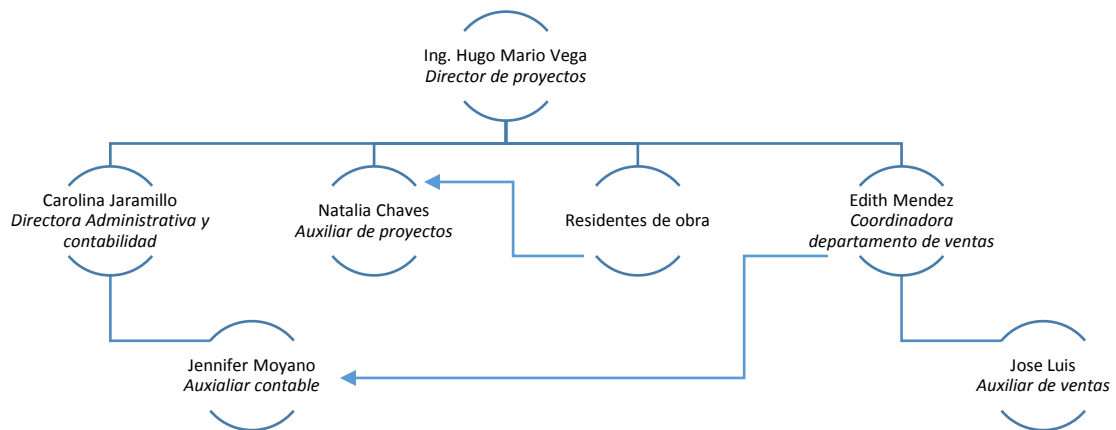 Ing. Hugo Mario Vega
Director de proyectos
Carolina Jaramillo
Directora Administrativa y
contabilidad
Natalia Chaves
Auxiliar de proyectos
Residentes de obra
Edith Mendez
Coordinadora
departamento de ventas
Jennifer Moyano
Auxialiar contable
Jose Luis
Auxiliar de ventas